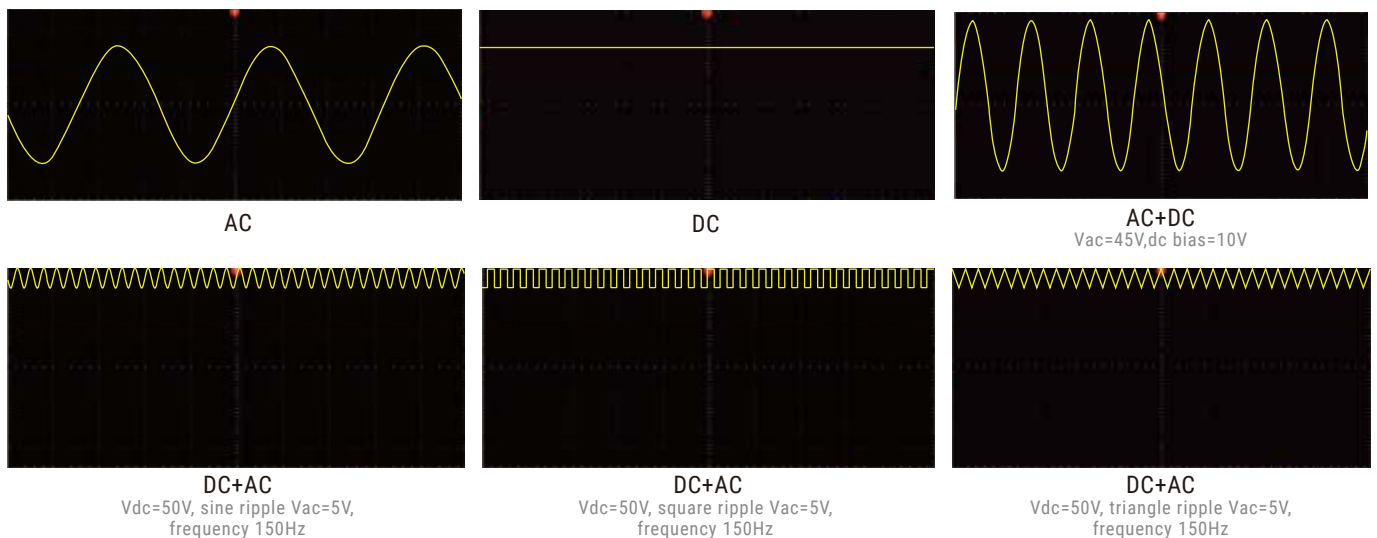 AC
DC
AC+DC
Vac=45V,dc bias=10V
DC+AC
Vdc=50V, sine ripple Vac=5V,
frequency 150Hz
DC+AC
Vdc=50V, square ripple Vac=5V,
frequency 150Hz
DC+AC
Vdc=50V, triangle ripple Vac=5V,
frequency 150Hz